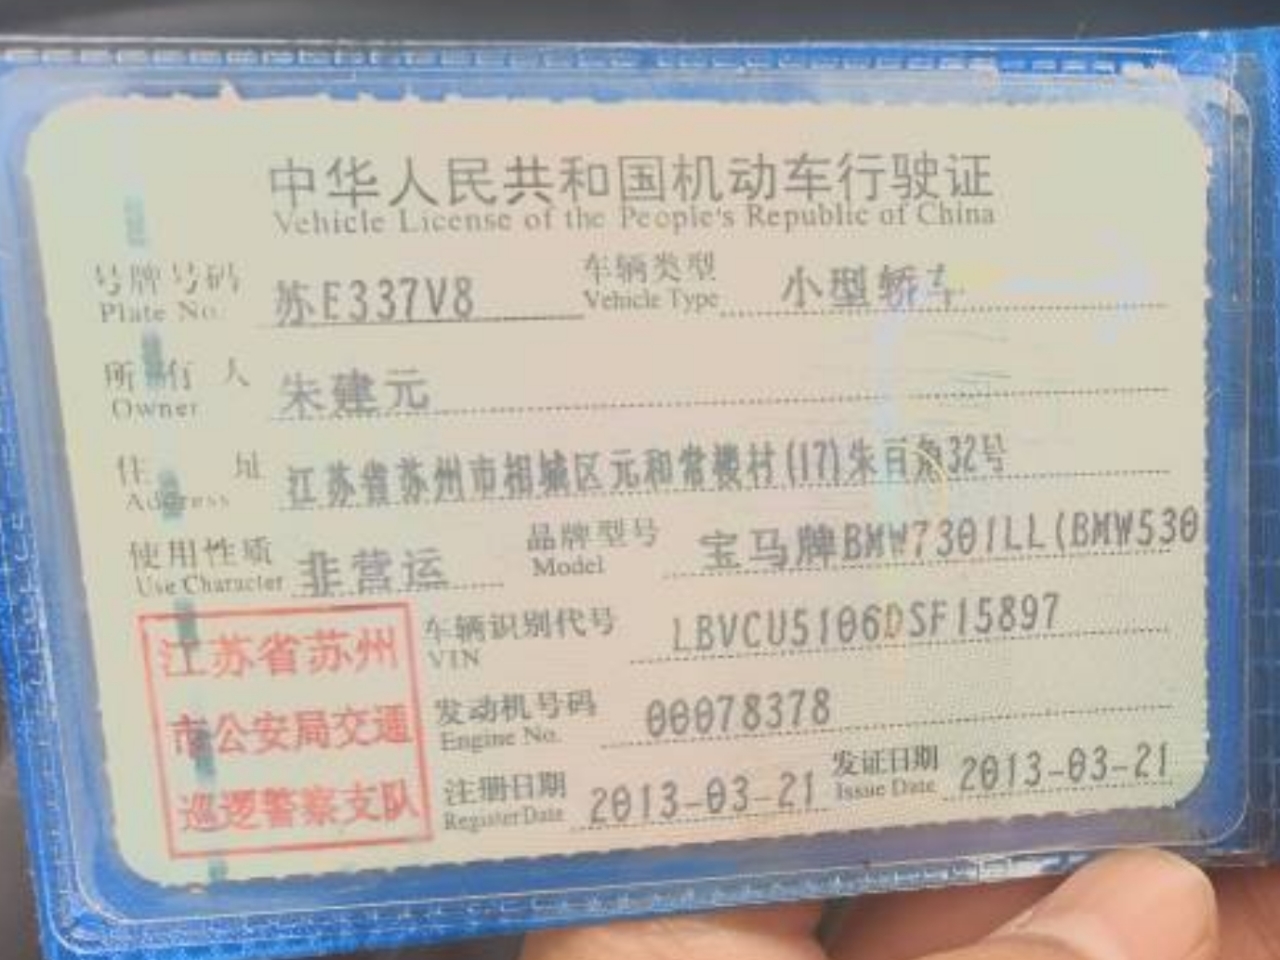 中华人民共和国机动车行驶证
Vehicle License of the People's Republic of China
号牌号码 苏E337V8 车辆类型 小型轿车
Plate No. Vehicle Type
所有人 朱建元
Owner
住址 江苏省苏州市相城区元和常楼村(17)朱百角32号
Address
使用性质 非营运 品牌型号 宝马牌BMW7301LL(BMW530
Use Character Model
车辆识别代号 LBVCU5106DSF15897
VIN
发动机号码 00078378
Engine No.
注册日期 2013-03-21 发证日期 2013-03-21
Register Date Issue Date
江苏省苏州
市公安局交通
巡逻警察支队